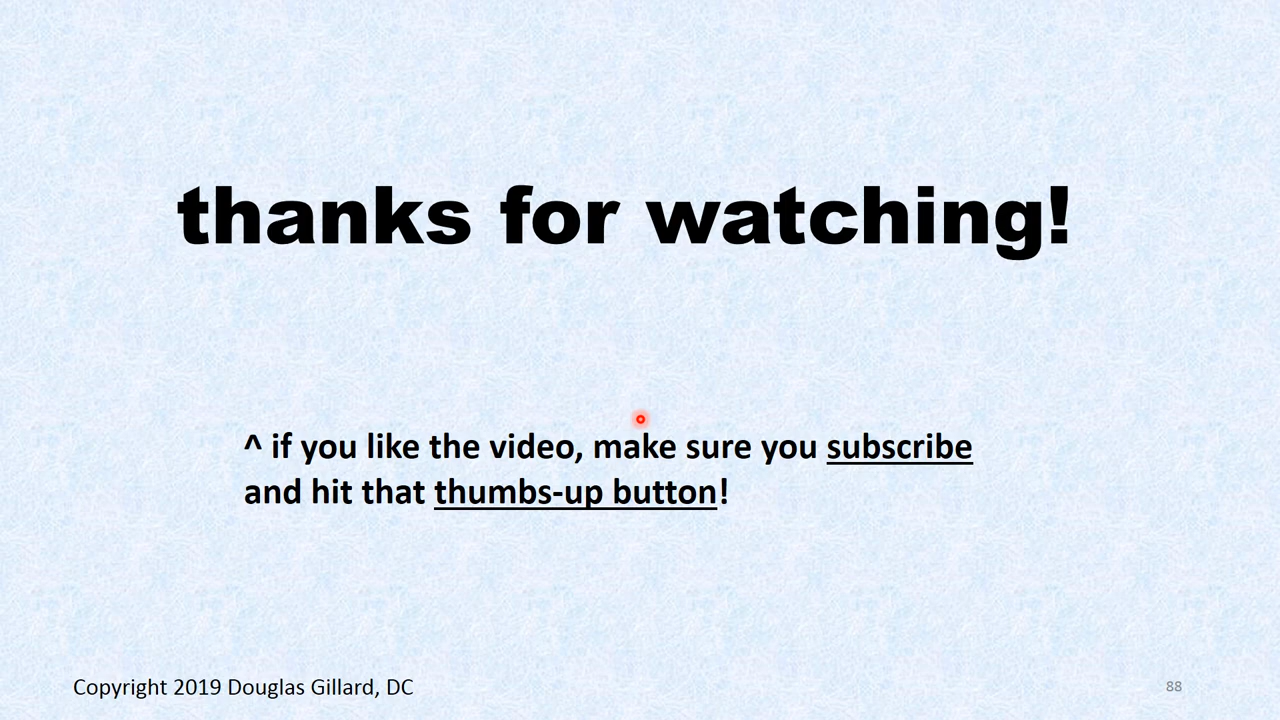 thanks for watching!
^ if you like the video, make sure you subscribe
and hit that thumbs-up button!
Copyright 2019 Douglas Gillard, DC
88